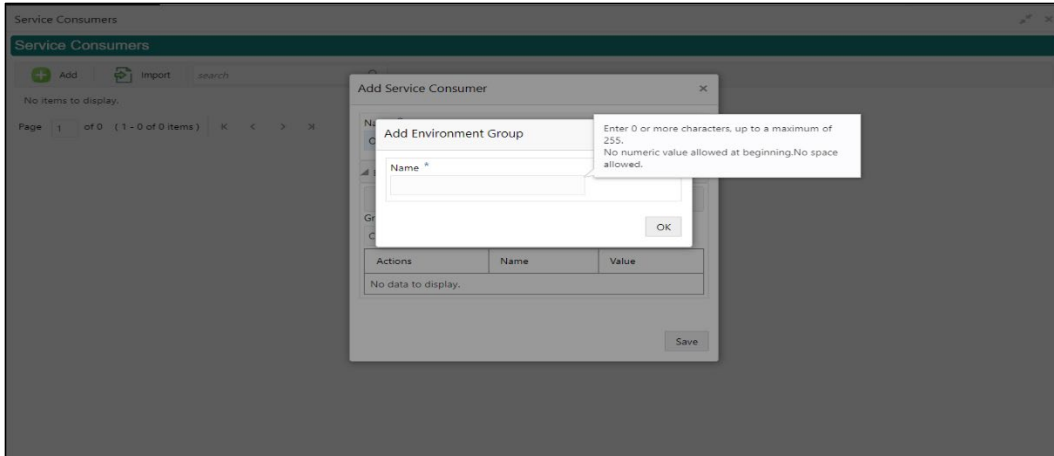 Service Consumers
Service Consumers
Add Import search
No items to display.
Page 1 of 0 (1 - 0 of 0 items) K < >
Add Service Consumer ×
Add Environment Group
Name *
Enter 0 or more characters, up to a maximum of
255.
No numeric value allowed at beginning.No space
allowed.
OK
Actions Name Value
No data to display.
Save